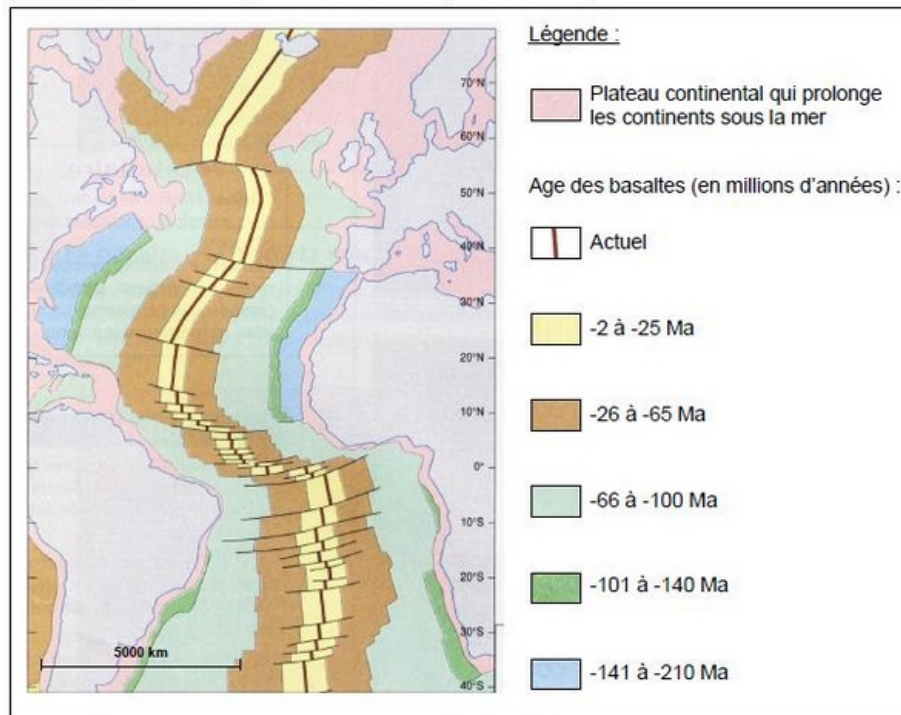 Légende :
Plateau continental qui prolonge
les continents sous la mer
Age des basaltes (en millions d'années) :
Actuel
-2 à -25 Ma
-26 à -65 Ma
-66 à -100 Ma
-101 à -140 Ma
-141 à -210 Ma
70°N
60°N
50°N
40°N
30°N
20°N
10°N
0°
10°S
20°S
30°S
40°S
5000 km